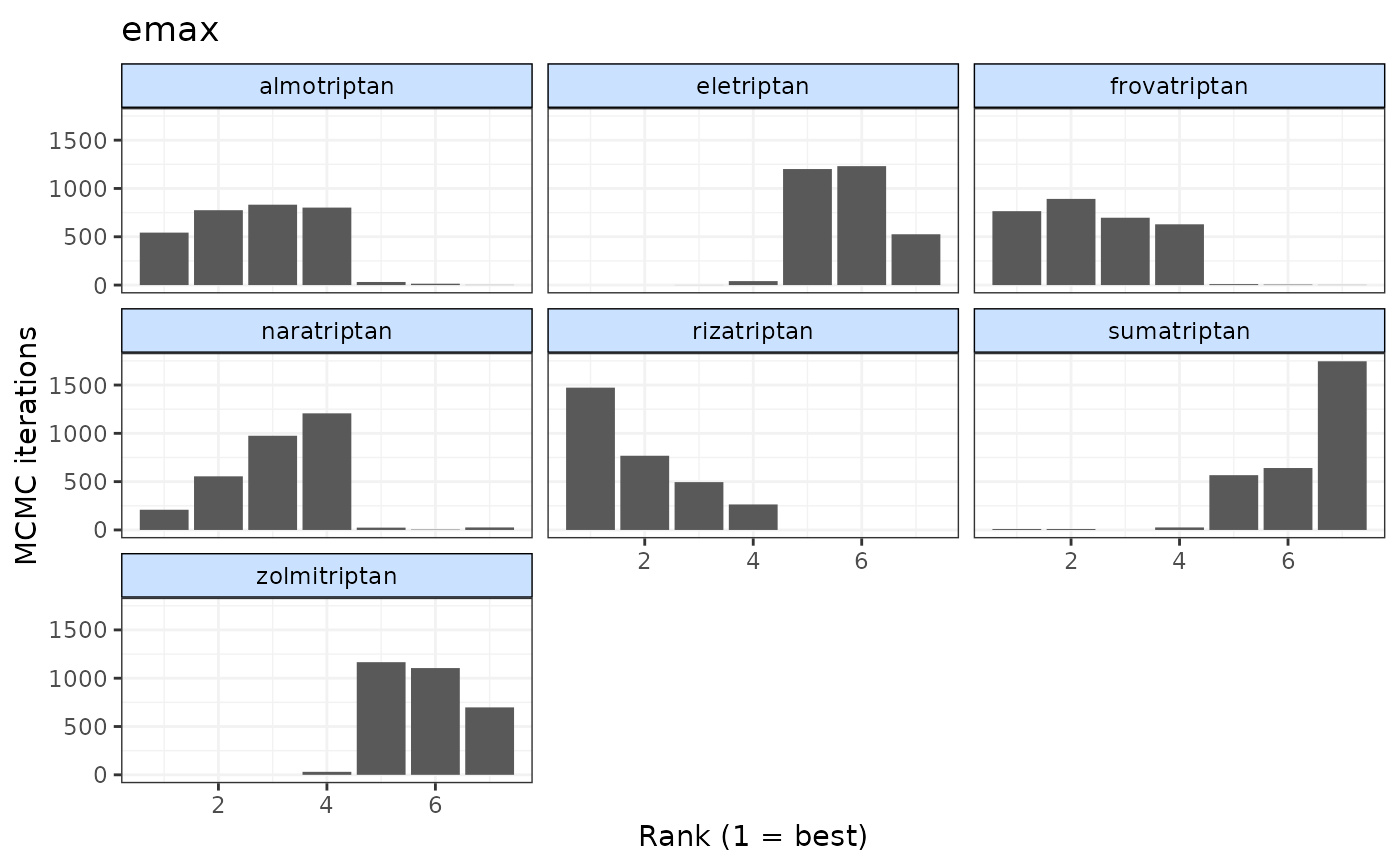 emax
almotriptan
eletriptan
frovatriptan
1500
1000
500
0
naratriptan
rizatriptan
sumatriptan
1500
1000
500
0
2 4 6
2 4 6
zolmitriptan
1500
1000
500
0
2 4 6
MCMC iterations
Rank (1 = best)